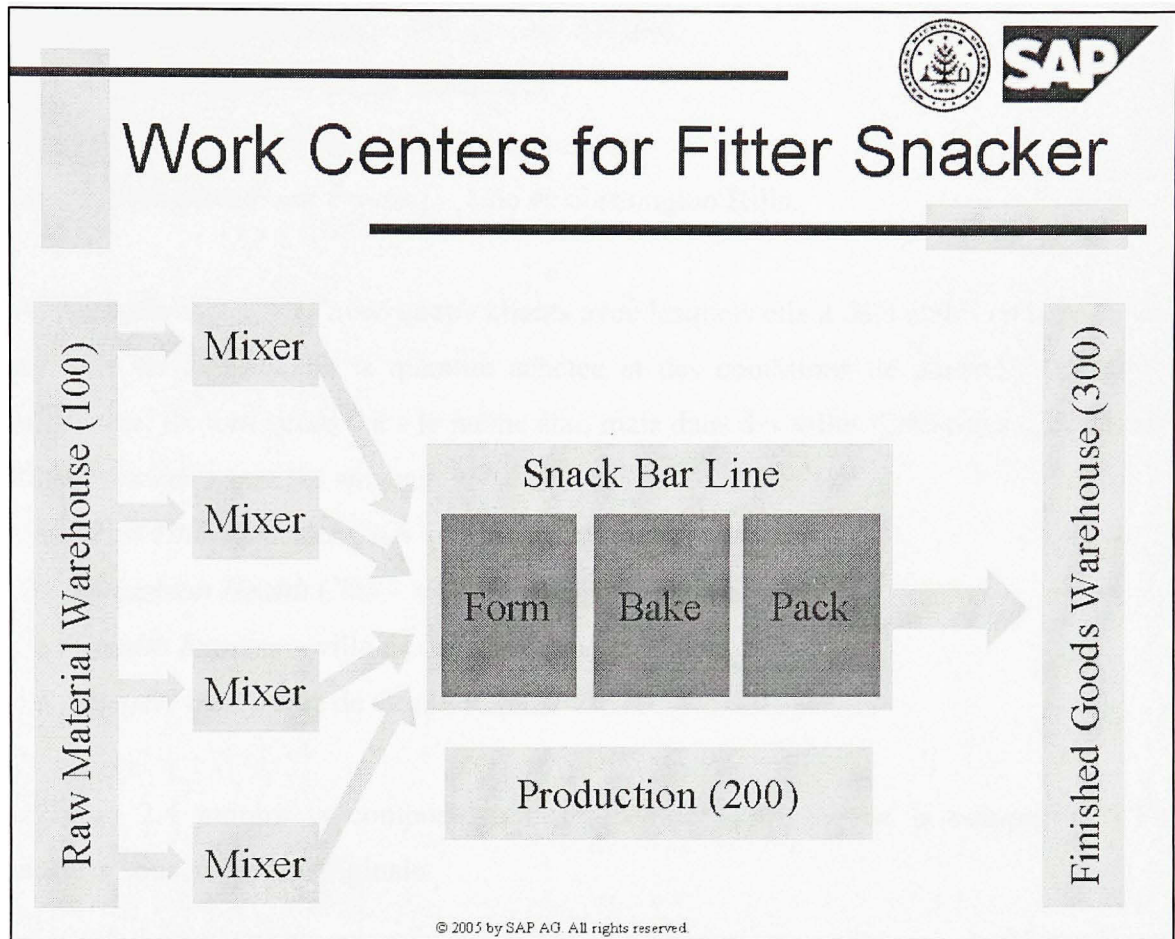 SAP
Work Centers for Fitter Snacker
Raw Material Warehouse (100)
Mixer
Mixer
Mixer
Mixer
Snack Bar Line
Form
Bake
Pack
Production (200)
Finished Goods Warehouse (300)
© 2005 by SAP AG. All rights reserved.